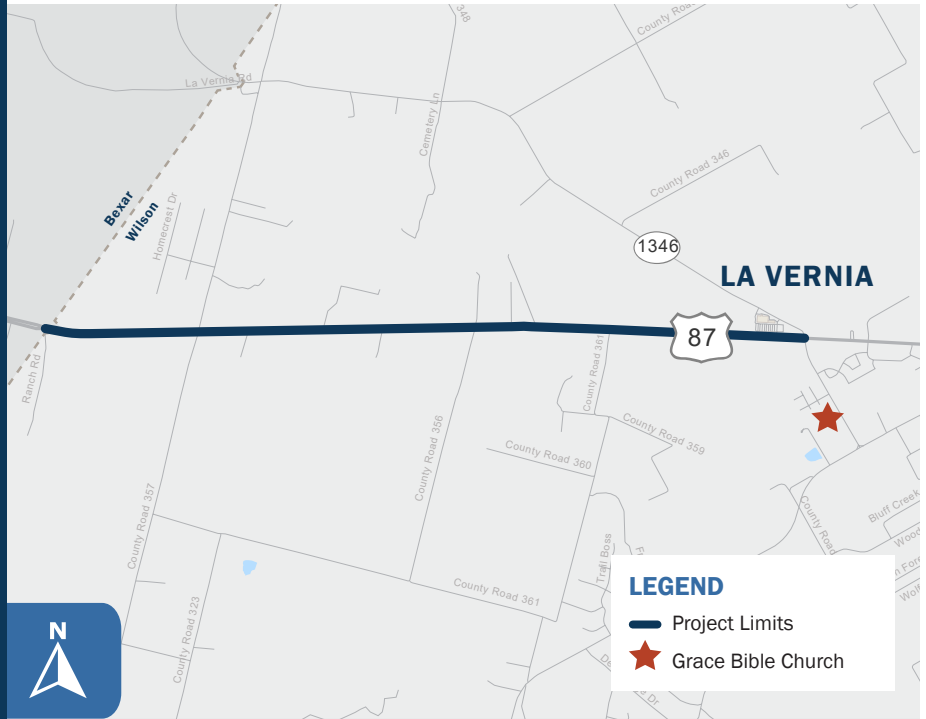 348
County Road
La Vernia Rd
Cemetery Ln
County Road 346
Bexar
Wilson
Homecrest Dr
1346
LA VERNIA
87
Ranch Rd
County Road 361
County Road 359
County Road 356
County Road 360
County Road 357
County Road
Bluff Creek
Trail Boss
County Road 361
County Road 323
LEGEND
Project Limits
Grace Bible Church
N
Dr